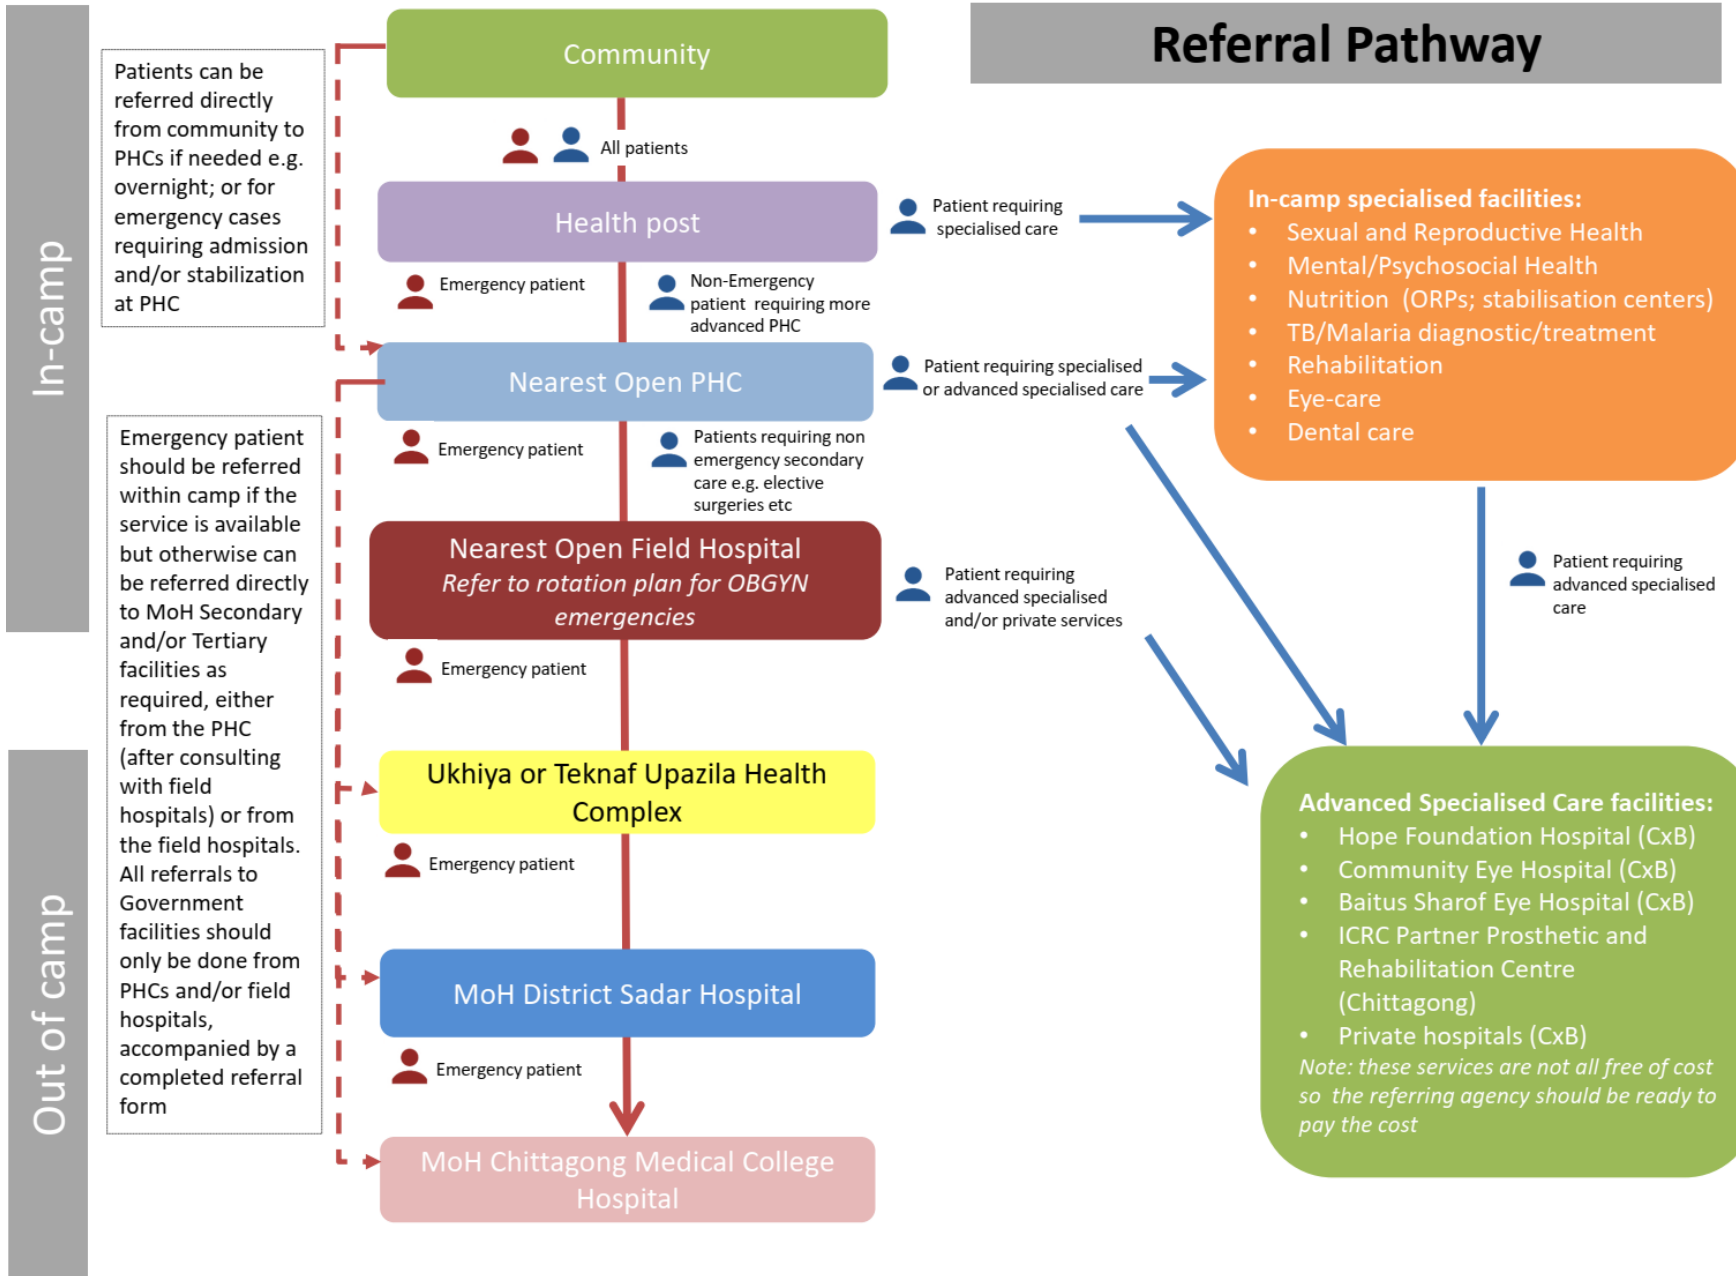 Referral Pathway
In-camp
Out of camp
Patients can be
referred directly
from community to
PHCs if needed e.g.
overnight; or for
emergency cases
requiring admission
and/or stabilization
at PHC
Emergency patient
should be referred
within camp if the
service is available
but otherwise can
be referred directly
to MoH Secondary
and/or Tertiary
facilities as
required, either
from the PHC
(after consulting
with field
hospitals) or from
the field hospitals.
All referrals to
Government
facilities should
only be done from
PHCs and/or field
hospitals,
accompanied by a
completed referral
form
Community
All patients
Health post
Patient requiring
specialised care
Emergency patient
Non-Emergency
patient requiring more
advanced PHC
Nearest Open PHC
Patient requiring specialised
or advanced specialised care
Emergency patient
Patients requiring non
emergency secondary
care e.g. elective
surgeries etc
Nearest Open Field Hospital
Refer to rotation plan for OBGYN
emergencies
Patient requiring
advanced specialised
and/or private services
Emergency patient
Ukhiya or Teknaf Upazila Health
Complex
Emergency patient
MoH District Sadar Hospital
Emergency patient
MoH Chittagong Medical College
Hospital
In-camp specialised facilities:
• Sexual and Reproductive Health
• Mental/Psychosocial Health
• Nutrition (ORPs; stabilisation centers)
• TB/Malaria diagnostic/treatment
• Rehabilitation
• Eye-care
• Dental care
Patient requiring
advanced specialised
care
Advanced Specialised Care facilities:
• Hope Foundation Hospital (CxB)
• Community Eye Hospital (CxB)
• Baitus Sharof Eye Hospital (CxB)
• ICRC Partner Prosthetic and
Rehabilitation Centre
(Chittagong)
• Private hospitals (CxB)
Note: these services are not all free of cost
so the referring agency should be ready to
pay the cost